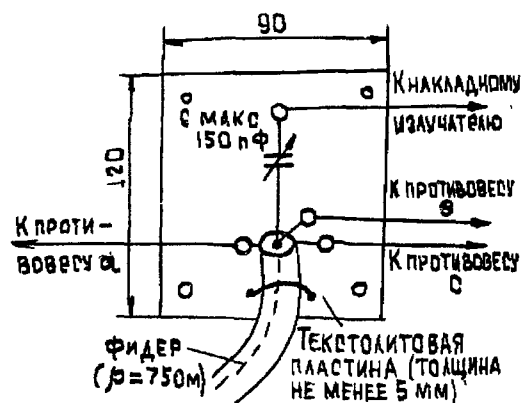 90
120
C МАКС
150 пФ
К НАКЛАДНОМУ
ИЗЛУЧАТЕЛЮ
К ПРОТИВОВЕСУ
В
К ПРОТИ-
ВОВЕСУ a
К ПРОТИВОВЕСУ
С
ФИДЕР
(ρ=75ОМ)
ТЕКСТОЛИТОВАЯ
ПЛАСТИНА (ТОЛЩИНА
НЕ МЕНЕЕ 5 ММ)